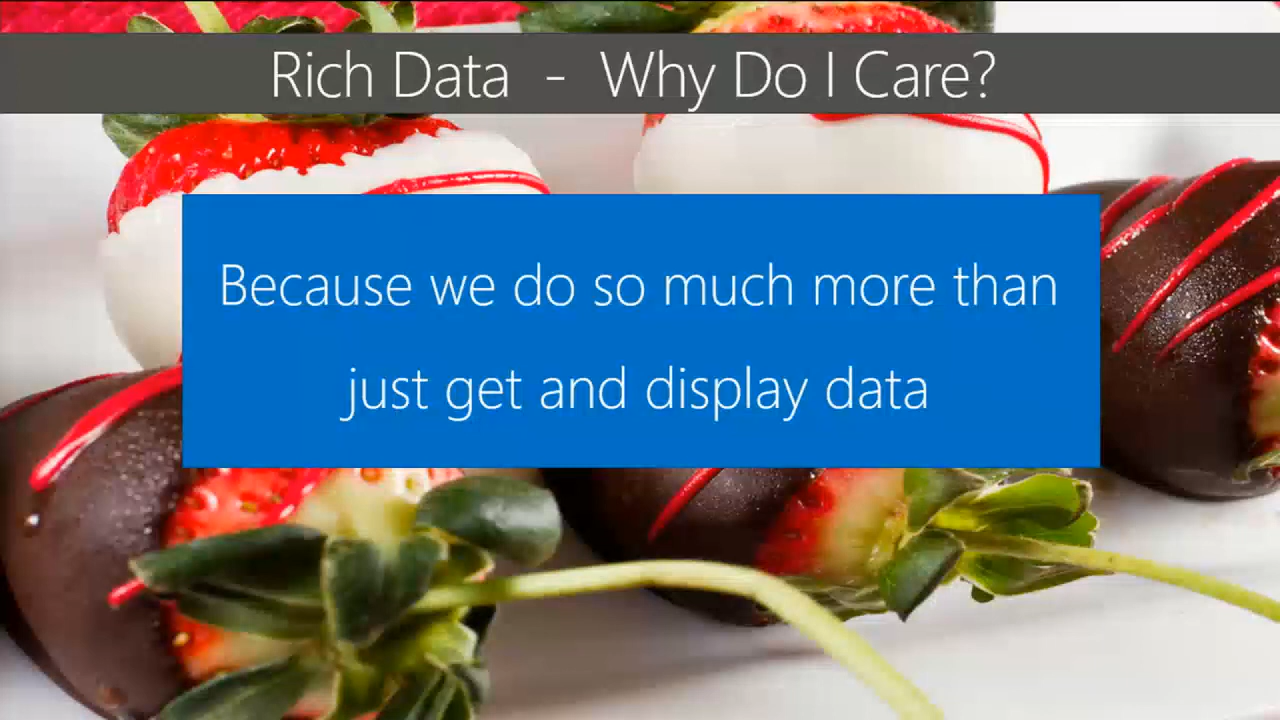 Rich Data - Why Do I Care?
Because we do so much more than
just get and display data